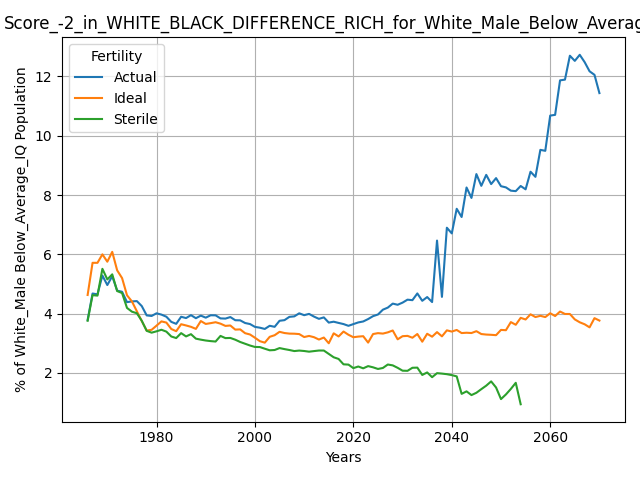 Score_-2_in_WHITE_BLACK_DIFFERENCE_RICH_for_White_Male_Below_Averag
Fertility
Actual
Ideal
Sterile
% of White_Male Below_Average_IQ Population
12
10
8
6
4
2
1980
2000
2020
2040
2060
Years